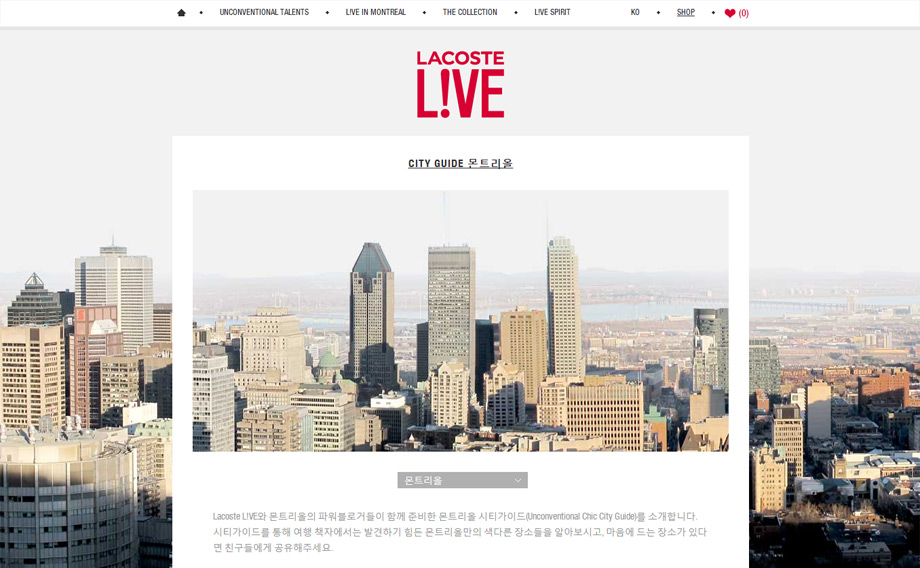 UNCONVENTIONAL TALENTS L!VE IN MONTREAL THE COLLECTION L!VE SPIRIT KO SHOP (0)
LACOSTE
L!VE
CITY GUIDE 몬트리올
몬트리올
Lacoste L!VE와 몬트리올의 파워블로거들이 함께 준비한 몬트리올 시티가이드(Unconventional Chic City Guide)를 소개합니다.
시티가이드를 통해 여행 책자에서는 발견하기 힘든 몬트리올만의 색다른 장소들을 알아보시고, 마음에 드는 장소가 있다
면 친구들에게 공유해주세요.